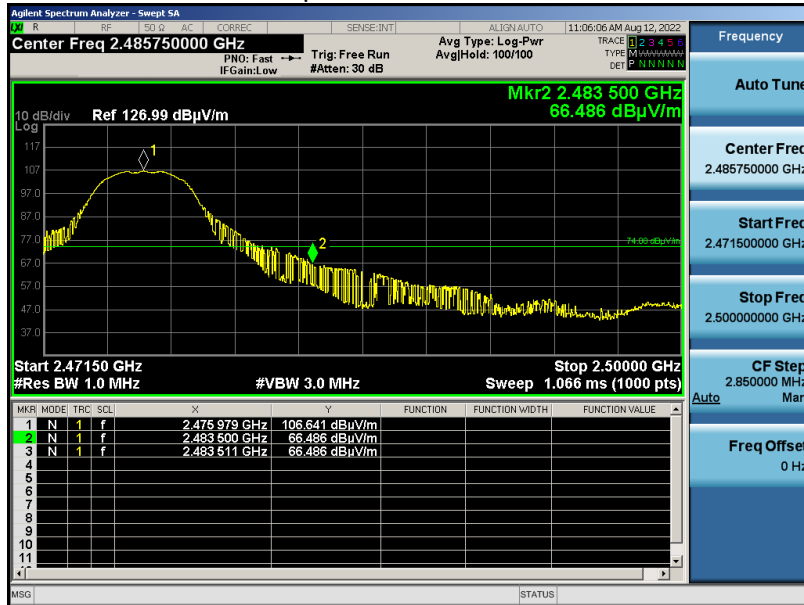 Agilent Spectrum Analyzer - Swept SA
LXI R RF 50 Ω AC CORREC SENSE:INT ALIGN AUTO 11:06:06 AM Aug 12, 2022
Center Freq 2.485750000 GHz
PNO: Fast
IFGain:Low
Trig: Free Run
#Atten: 30 dB
Avg Type: Log-Pwr
Avg|Hold: 100/100
TRACE 1 2 3 4 5 6
TYPE M
DET P N N N N N
Mkr2 2.483 500 GHz
66.486 dBµV/m
10 dB/div Ref 126.99 dBµV/m
Log
117
107
97.0
87.0
77.0
67.0
57.0
47.0
37.0
1
2
74.00 dBµV/m
Start 2.47150 GHz Stop 2.50000 GHz
#Res BW 1.0 MHz #VBW 3.0 MHz Sweep 1.066 ms (1000 pts)
MKR MODE TRC SCL X Y FUNCTION FUNCTION WIDTH FUNCTION VALUE
1 N 1 f 2.475 979 GHz 106.641 dBµV/m
2 N 1 f 2.483 500 GHz 66.486 dBµV/m
3 N 1 f 2.483 511 GHz 66.486 dBµV/m
4
5
6
7
8
9
10
11
MSG STATUS
Frequency
Auto Tune
Center Freq
2.485750000 GHz
Start Freq
2.471500000 GHz
Stop Freq
2.500000000 GHz
CF Step
2.850000 MHz
Auto Man
Freq Offset
0 Hz